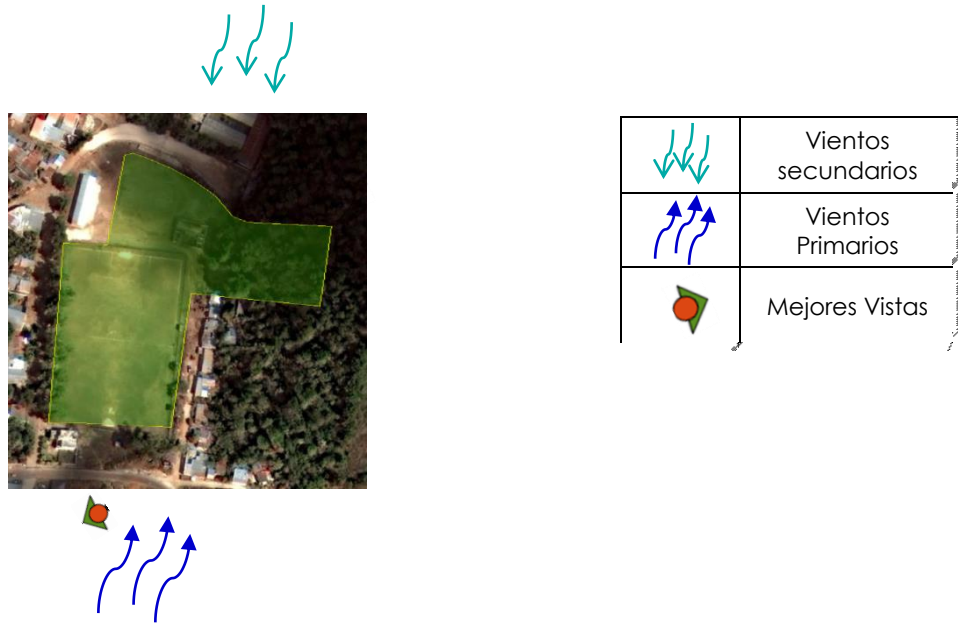 Vientos
secundarios
Vientos
Primarios
Mejores Vistas